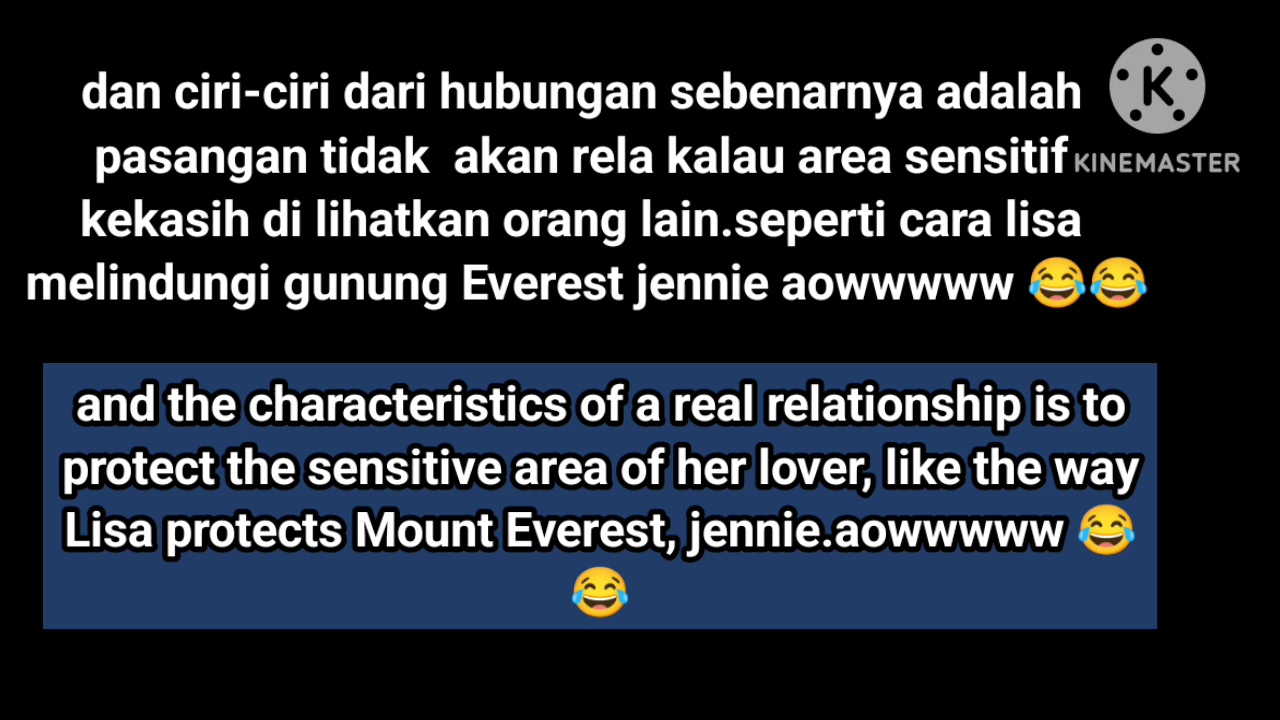 dan ciri-ciri dari hubungan sebenarnya adalah
pasangan tidak  akan rela kalau area sensitif
KINEMASTER
kekasih di lihatkan orang lain.seperti cara lisa
melindungi gunung Everest jennie aowwwww 😂😂
and the characteristics of a real relationship is to
protect the sensitive area of her lover, like the way
Lisa protects Mount Everest, jennie.aowwwww 😂
😂